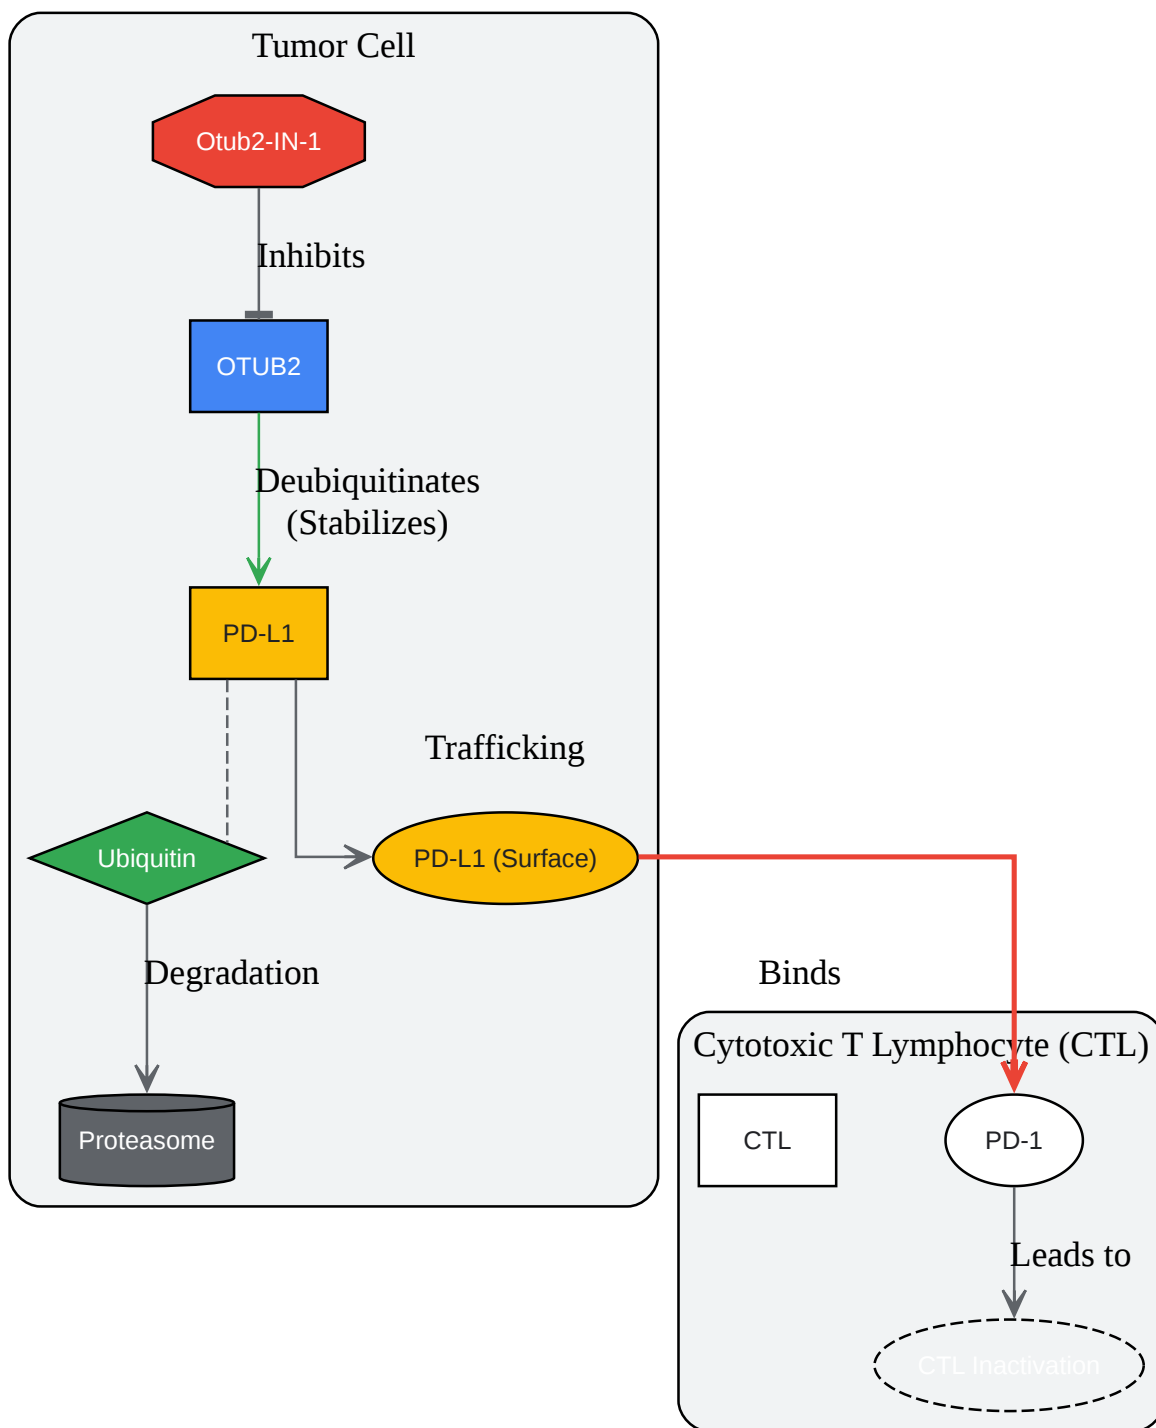 Tumor Cell
Otub2-IN-1
Inhibits
OTUB2
Deubiquitinates
(Stabilizes)
PD-L1
Trafficking
Ubiquitin
PD-L1 (Surface)
Degradation
Binds
Cytotoxic T Lymphocyte (CTL)
Proteasome
CTL
PD-1
Leads to
CTL Inactivation